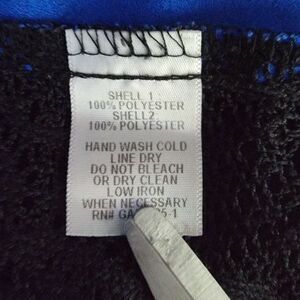 SHELL 1:
100% POLYESTER
SHELL2:
100% POLYESTER
HAND WASH COLD
LINE DRY
DO NOT BLEACH
OR DRY CLEAN
LOW IRON
WHEN NECESSARY
RN#